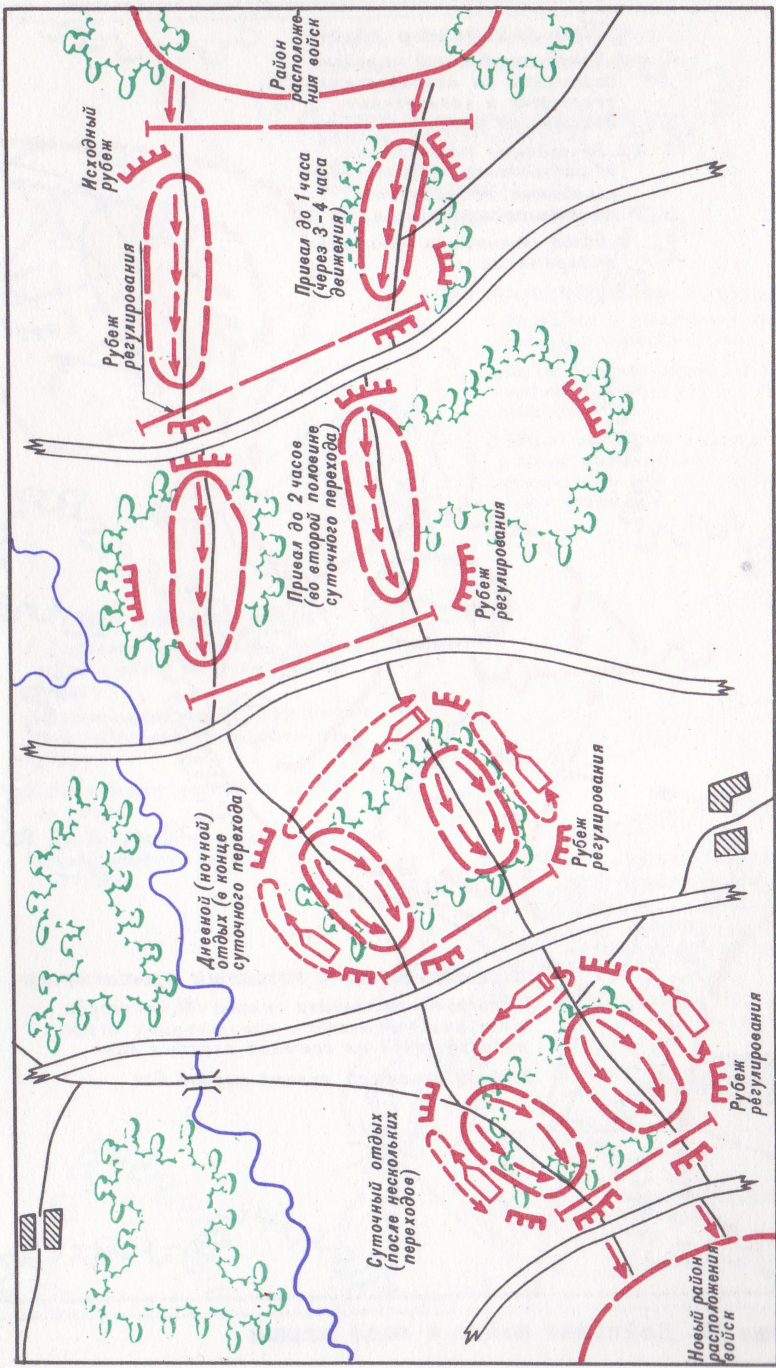 Район
расположе-
ния войск
Исходный
рубеж
Привал до 1 часа
(через 3-4 часа
движения)
Рубеж
регулирования
Привал до 2 часов
(во второй половине
суточного перехода)
Рубеж
регулирования
Дневной (ночной)
отдых (в конце
суточного перехода)
Рубеж
регулирования
Суточный отдых
(после нескольких
переходов)
Рубеж
регулирования
Новый район
расположения
войск